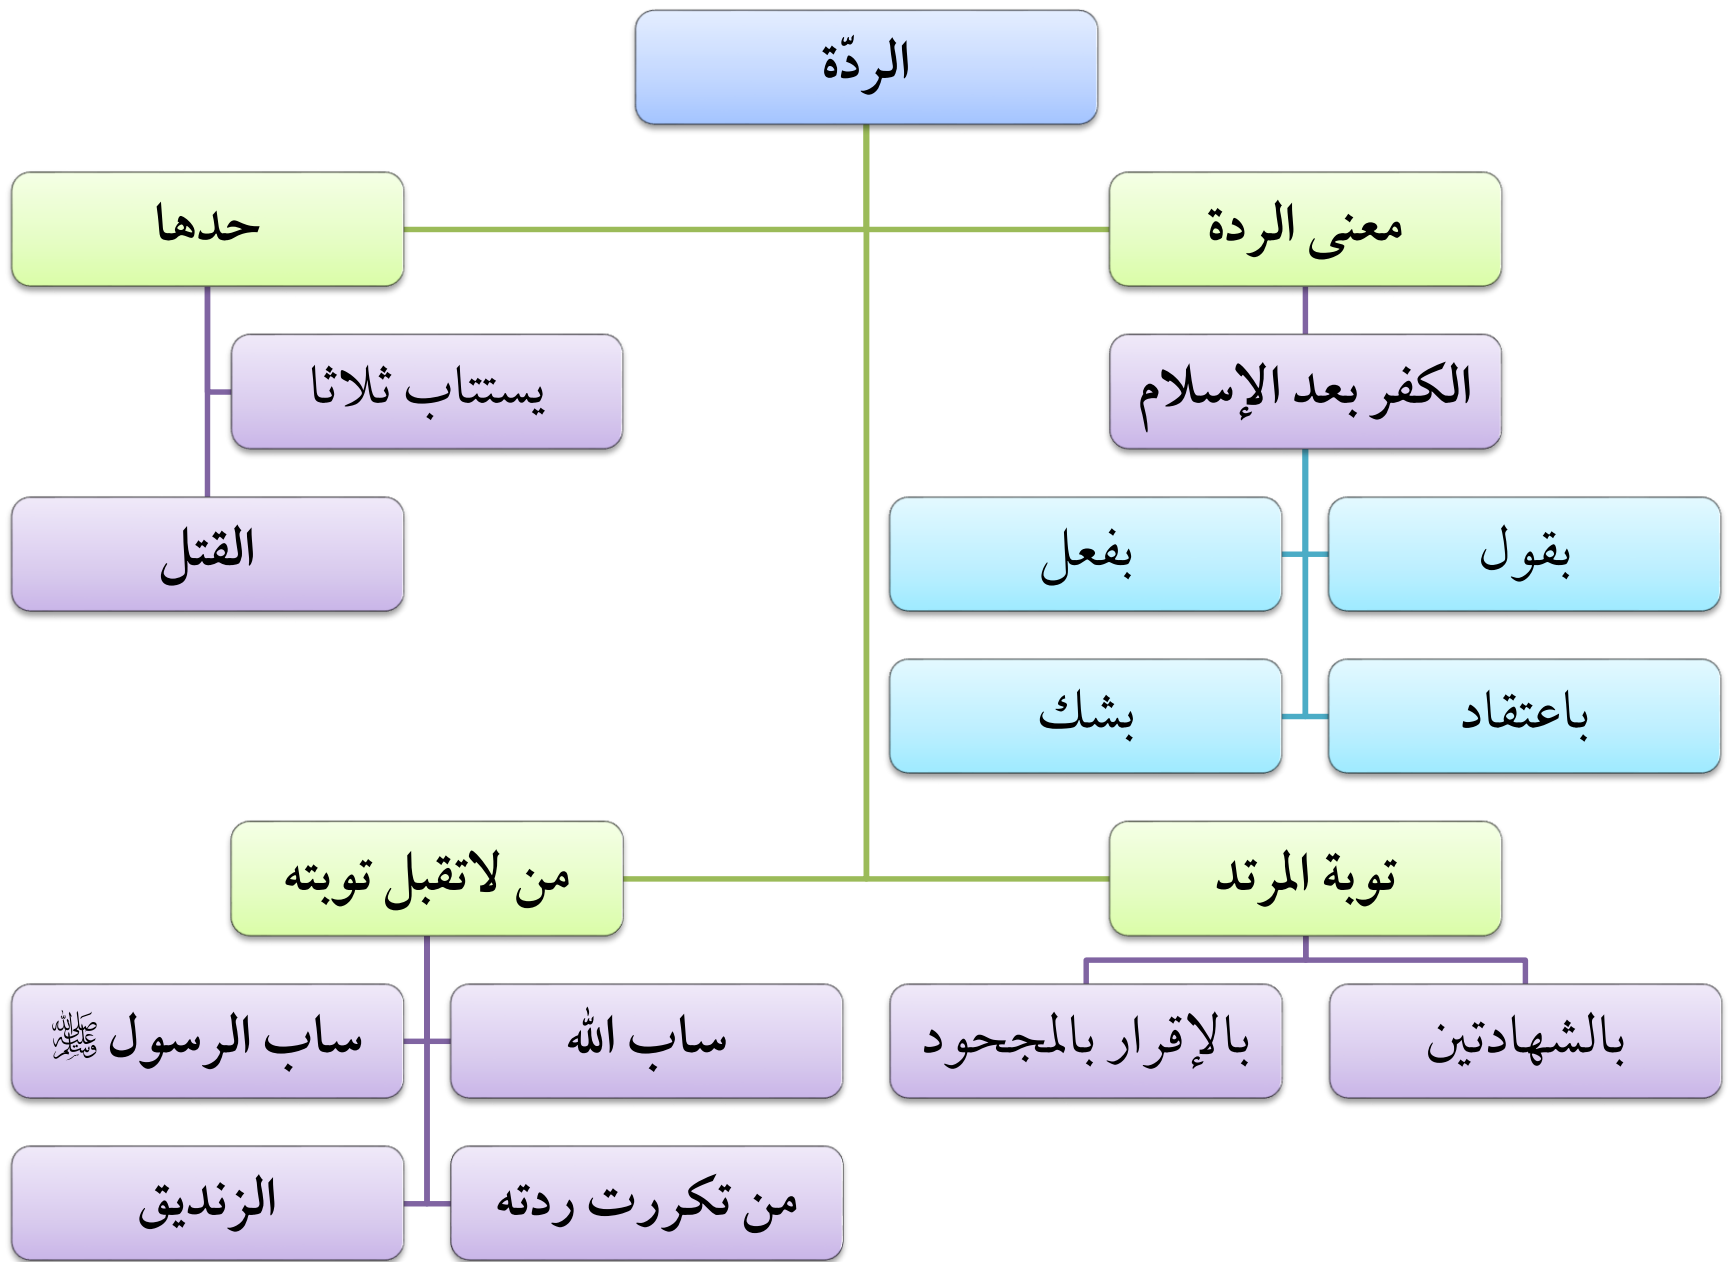 الردّة
معنى الردة
حدها
الكفر بعد الإسلام
يستتاب ثلاثا
بقول
بفعل
القتل
باعتقاد
بشك
توبة المرتد
من لاتقبل توبته
بالشهادتين
بالإقرار بالمجحود
ساب الله
ساب الرسول ﷺ
من تكررت ردته
الزنديق